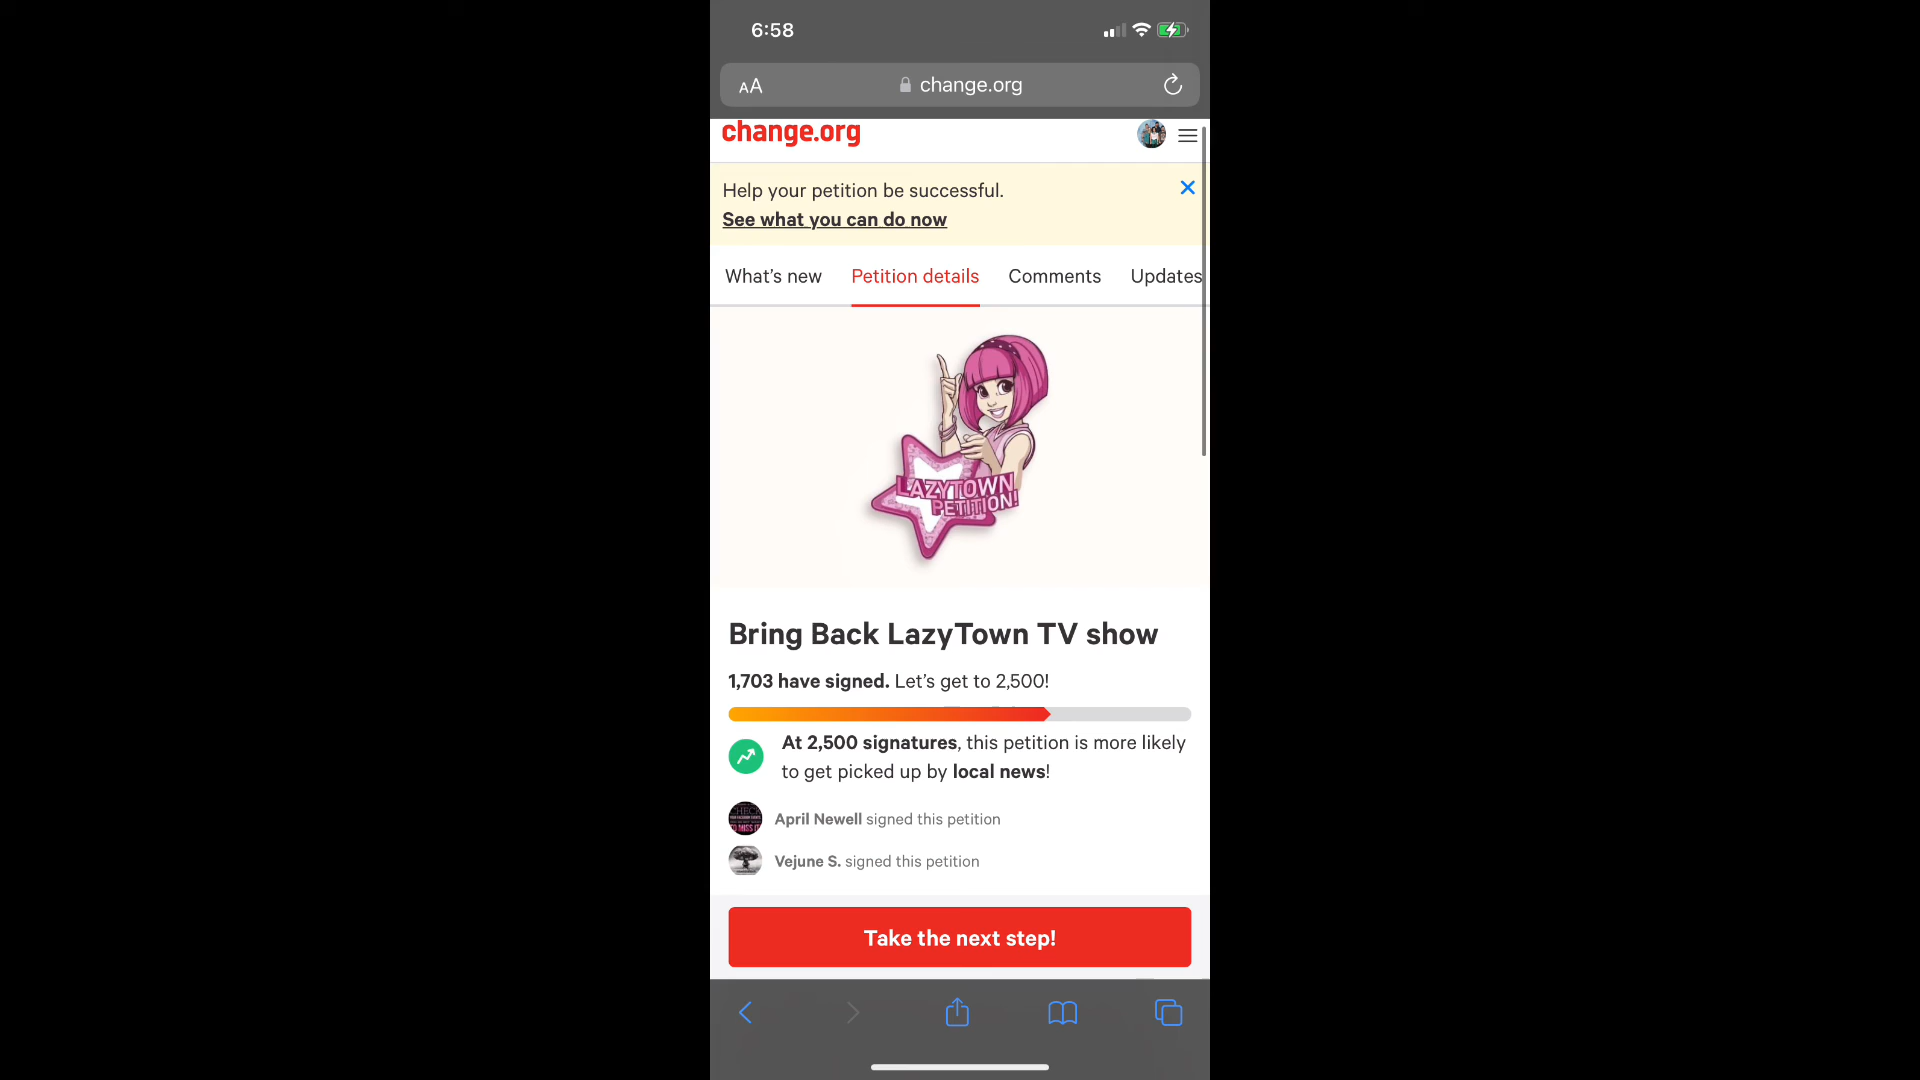 6:58
AA change.org
change.org
Help your petition be successful.
See what you can do now
What's new Petition details Comments Updates
LAZYTOWN
PETITION!
Bring Back LazyTown TV show
1,703 have signed. Let's get to 2,500!
At 2,500 signatures, this petition is more likely
to get picked up by local news!
April Newell signed this petition
Vejune S. signed this petition
Take the next step!